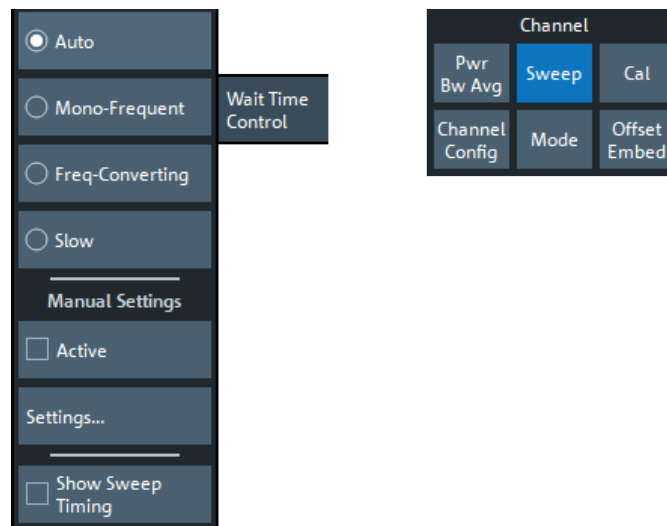 Auto
Mono-Frequent
Freq-Converting
Slow
Manual Settings
Active
Settings...
Show Sweep
Timing
Wait Time
Control
Channel
Pwr
Bw Avg
Sweep
Cal
Channel
Config
Mode
Offset
Embed